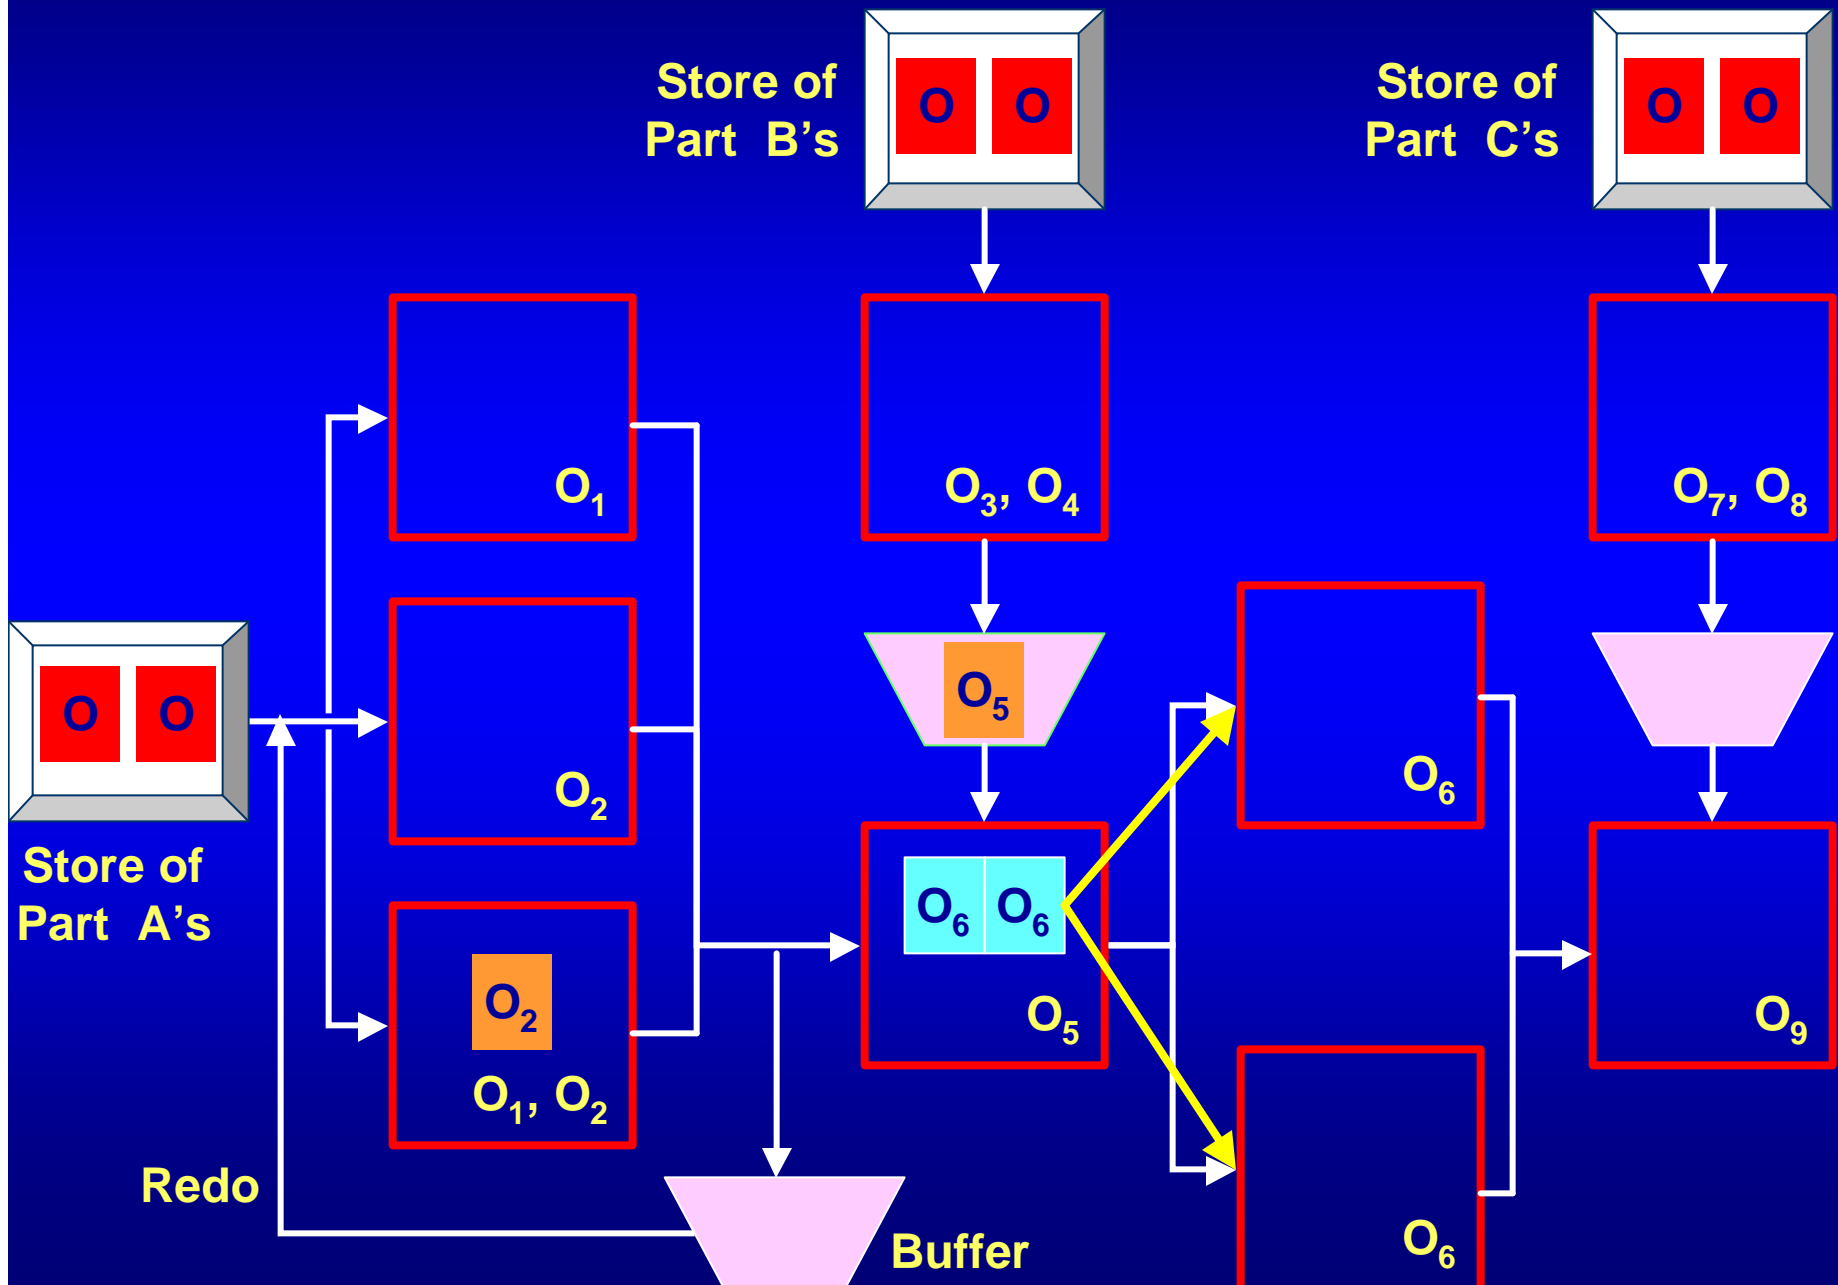 Store of
Part B’s
O O
Store of
Part C’s
O O
O₁
O₃, O₄
O₇, O₈
O O
Store of
Part A’s
O₂
O₅
O₆
O₂
O₁, O₂
O₆ O₆
O₅
O₉
Redo
Buffer
O₆